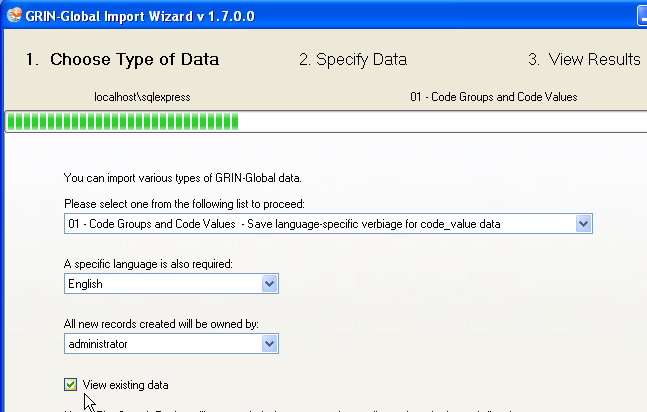 GRIN-Global Import Wizard v 1.7.0.0
1. Choose Type of Data 2. Specify Data 3. View Results
localhost\sqlexpress 01 - Code Groups and Code Values
You can import various types of GRIN-Global data.
Please select one from the following list to proceed:
01 - Code Groups and Code Values - Save language-specific verbiage for code_value data
A specific language is also required:
English
All new records created will be owned by:
administrator
View existing data